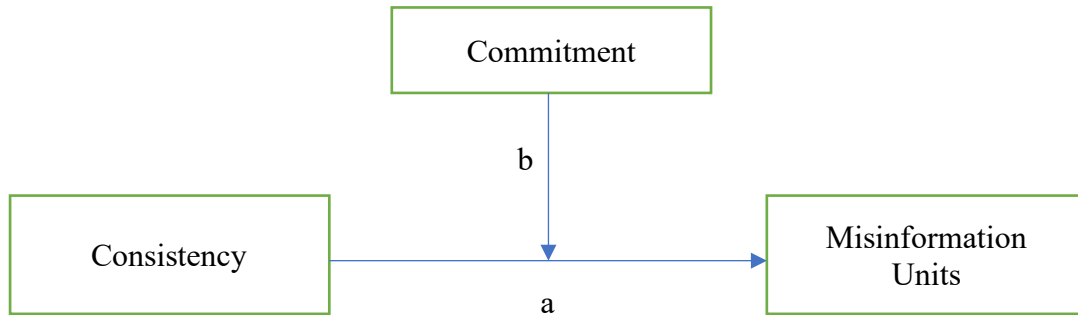 Commitment
b
Consistency
Misinformation
Units
a